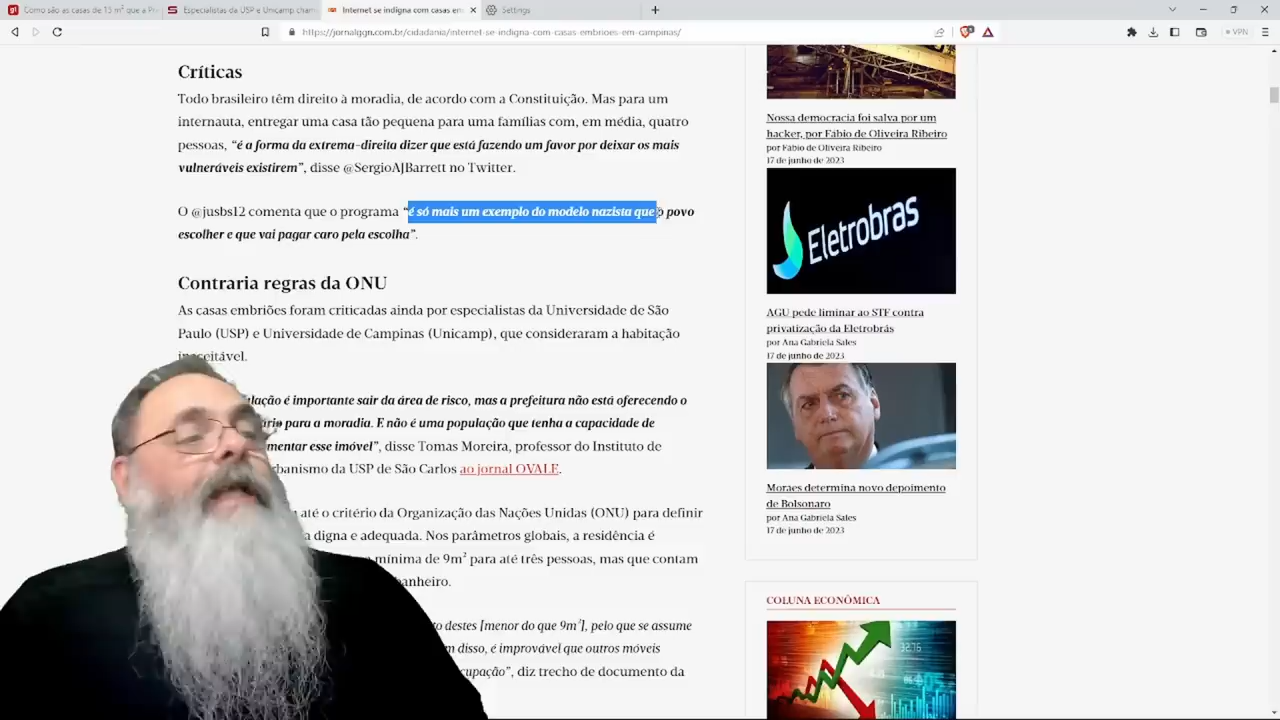 Como são as casas de 15 m² que a Pre
Especialistas da USP e Unicamp cham
Internet se indigna com casas em
Settings
https://jornalggn.com.br/cidadania/internet-se-indigna-com-casas-embrioes-em-campinas/
VPN
Críticas
Todo brasileiro têm direito à moradia, de acordo com a Constituição. Mas para um
internauta, entregar uma casa tão pequena para uma famílias com, em média, quatro
pessoas, “é a forma da extrema-direita dizer que está fazendo um favor por deixar os mais
vulneráveis existirem”, disse @SergioAJBarrett no Twitter.
O @jusbs12 comenta que o programa “é só mais um exemplo do modelo nazista que o povo
escolher e que vai pagar caro pela escolha”.
Contraria regras da ONU
As casas embriões foram criticadas ainda por especialistas da Universidade de São
Paulo (USP) e Universidade de Campinas (Unicamp), que consideraram a habitação
inaceitável.
lação é importante sair da área de risco, mas a prefeitura não está oferecendo o
para a moradia. E não é uma população que tenha a capacidade de
mentar esse imóvel”, disse Tomas Moreira, professor do Instituto de
banismo da USP de São Carlos ao jornal OVALE.
até o critério da Organização das Nações Unidas (ONU) para definir
digna e adequada. Nos parâmetros globais, a residência é
mínima de 9m² para até três pessoas, mas que contam
banheiro.
destes [menor do que 9m²], pelo que se assume
disso, é improvável que outros móveis
cupação”, diz trecho de documento da
Nossa democracia foi salva por um
hacker, por Fábio de Oliveira Ribeiro
por Fábio de Oliveira Ribeiro
17 de junho de 2023
Eletrobras
AGU pede liminar ao STF contra
privatização da Eletrobrás
por Ana Gabriela Sales
17 de junho de 2023
Moraes determina novo depoimento
de Bolsonaro
por Ana Gabriela Sales
17 de junho de 2023
COLUNA ECONÔMICA
3276